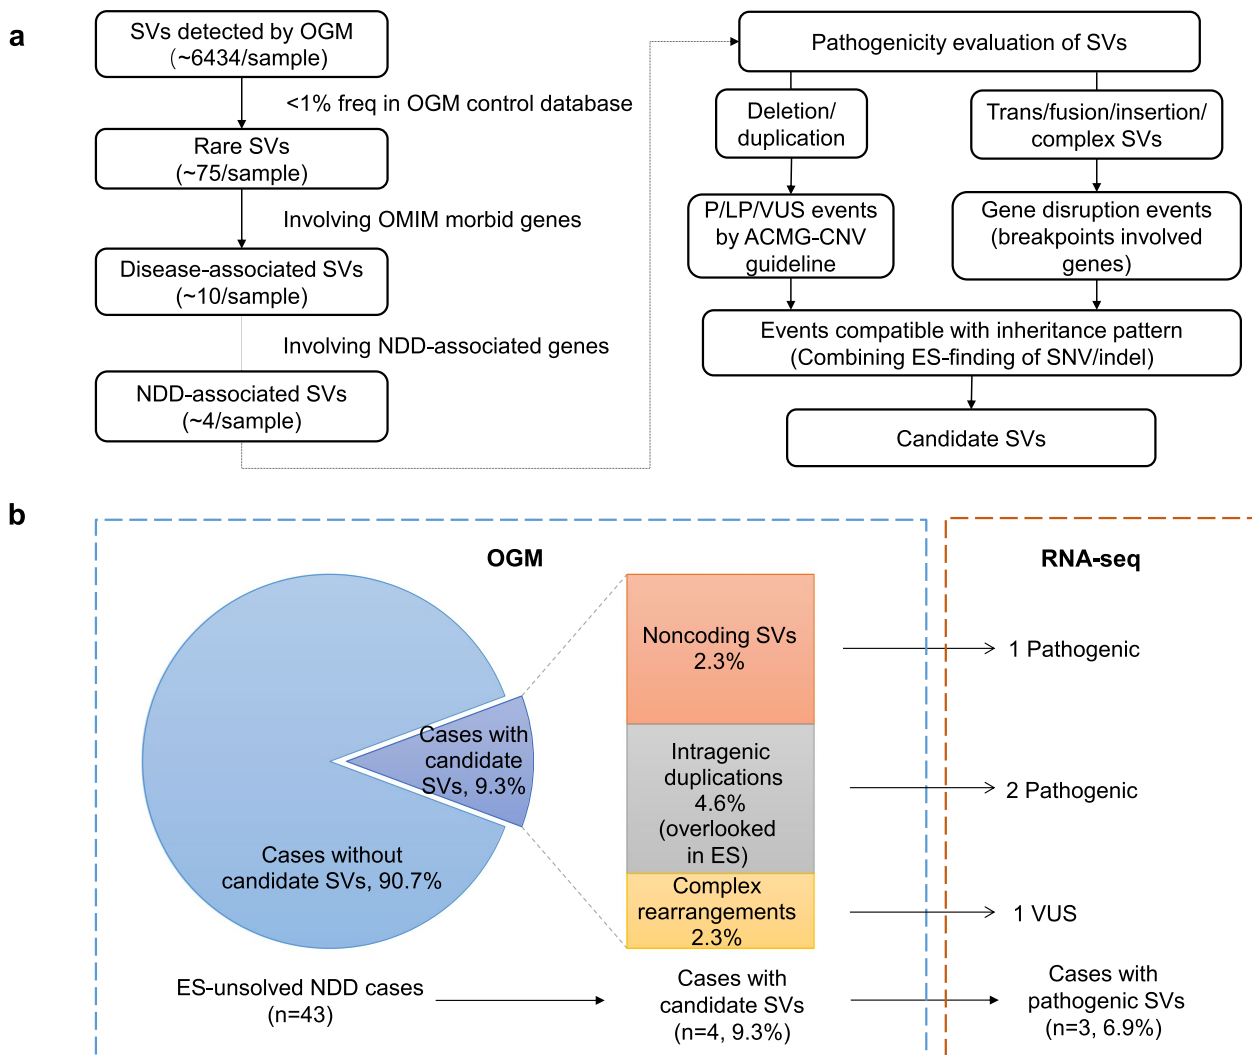 a
SVs detected by OGM
(~6434/sample)
<1% freq in OGM control database
Rare SVs
(~75/sample)
Involving OMIM morbid genes
Disease-associated SVs
(~10/sample)
Involving NDD-associated genes
NDD-associated SVs
(~4/sample)
Pathogenicity evaluation of SVs
Deletion/
duplication
Trans/fusion/insertion/
complex SVs
P/LP/VUS events
by ACMG-CNV
guideline
Gene disruption events
(breakpoints involved
genes)
Events compatible with inheritance pattern
(Combining ES-finding of SNV/indel)
Candidate SVs
b
OGM
Cases with
candidate
SVs, 9.3%
Cases without
candidate SVs, 90.7%
Noncoding SVs
2.3%
Intragenic
duplications
4.6%
(overlooked
in ES)
Complex
rearrangements
2.3%
ES-unsolved NDD cases
(n=43)
Cases with
candidate SVs
(n=4, 9.3%)
RNA-seq
1 Pathogenic
2 Pathogenic
1 VUS
Cases with
pathogenic SVs
(n=3, 6.9%)